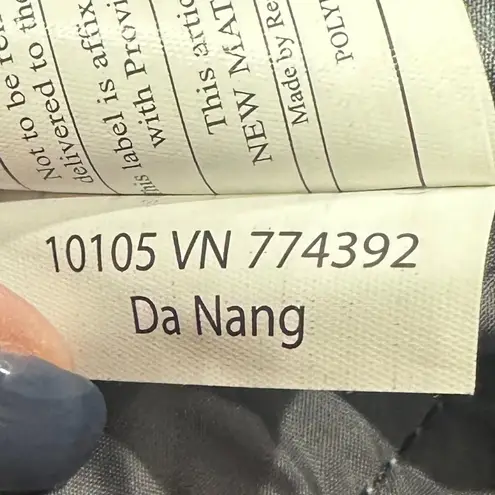 Not to be
delivered to the
label is affix
with Provi
This artic
NEW MAT
Made by Re
POLY
10105 VN 774392
Da Nang